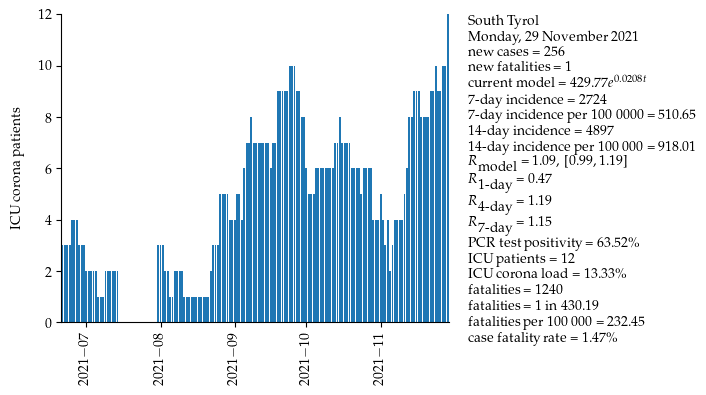 12
10
8
6
4
2
0
ICU corona patients
2021−07
2021−08
2021−09
2021−10
2021−11
South Tyrol
Monday, 29 November 2021
new cases = 256
new fatalities = 1
current model = 429.77e^{0.0208t}
7-day incidence = 2724
7-day incidence per 100 0000 = 510.65
14-day incidence = 4897
14-day incidence per 100 000 = 918.01
R_model = 1.09, [0.99, 1.19]
R_1-day = 0.47
R_4-day = 1.19
R_7-day = 1.15
PCR test positivity = 63.52%
ICU patients = 12
ICU corona load = 13.33%
fatalities = 1240
fatalities = 1 in 430.19
fatalities per 100 000 = 232.45
case fatality rate = 1.47%